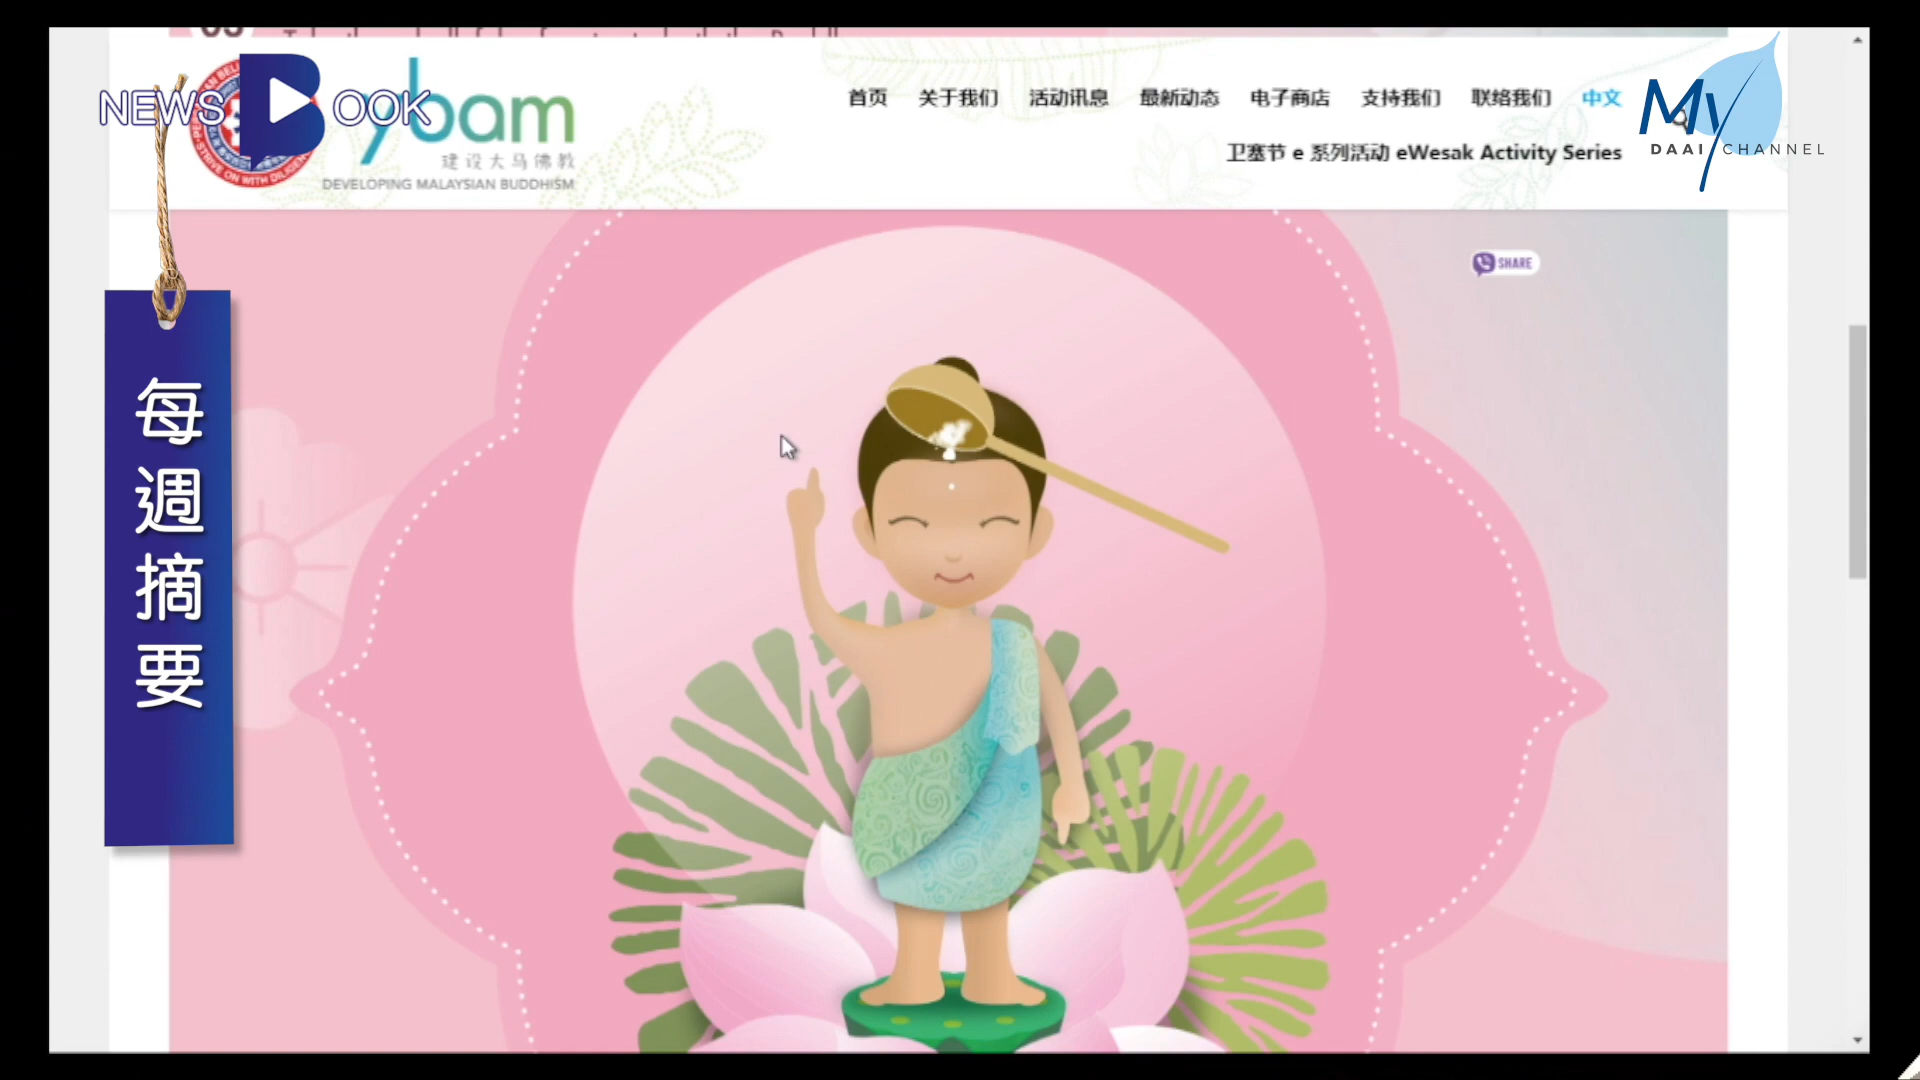 NEWS BOOK
ybam
建设大马佛教
DEVELOPING MALAYSIAN BUDDHISM
首页 关于我们 活动讯息 最新动态 电子商店 支持我们 联络我们 中文
卫塞节 e 系列活动 eWesak Activity Series
My
DAAI CHANNEL
SHARE
每週摘要